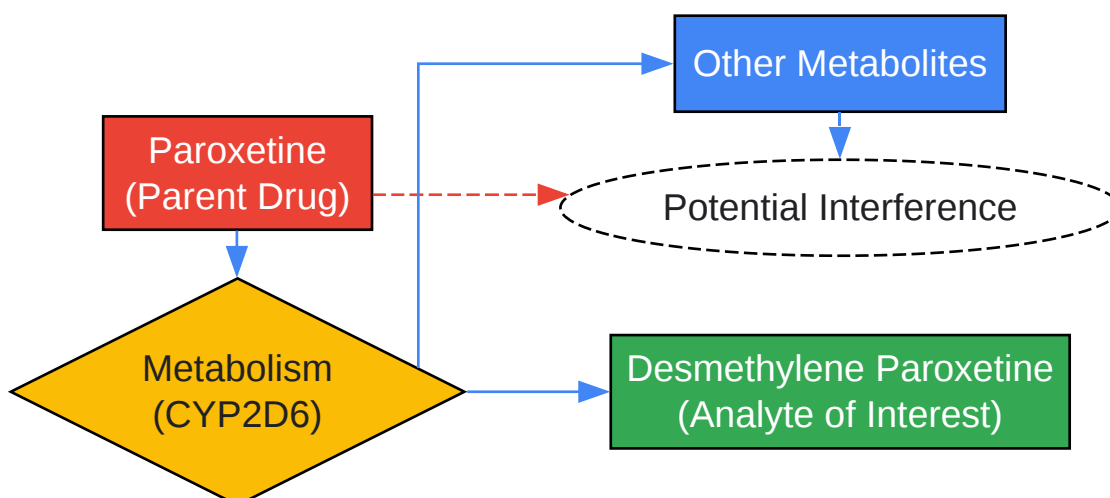 Other Metabolites
Paroxetine
(Parent Drug)
Potential Interference
Metabolism
(CYP2D6)
Desmethylene Paroxetine
(Analyte of Interest)